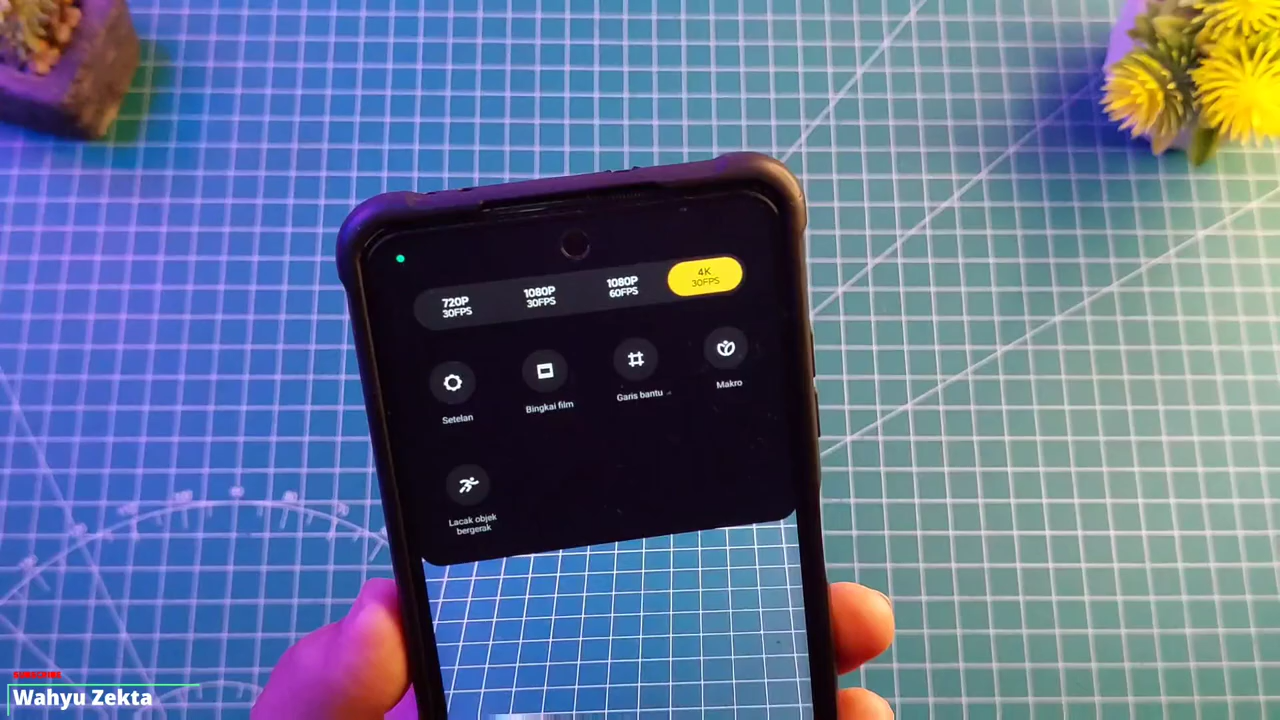 720P
30FPS
1080P
30FPS
1080P
60FPS
4K
30FPS
Setelan
Bingkai film
Garis bantu
Makro
Lacak objek
bergerak
SUBSCRIBE
Wahyu Zekta